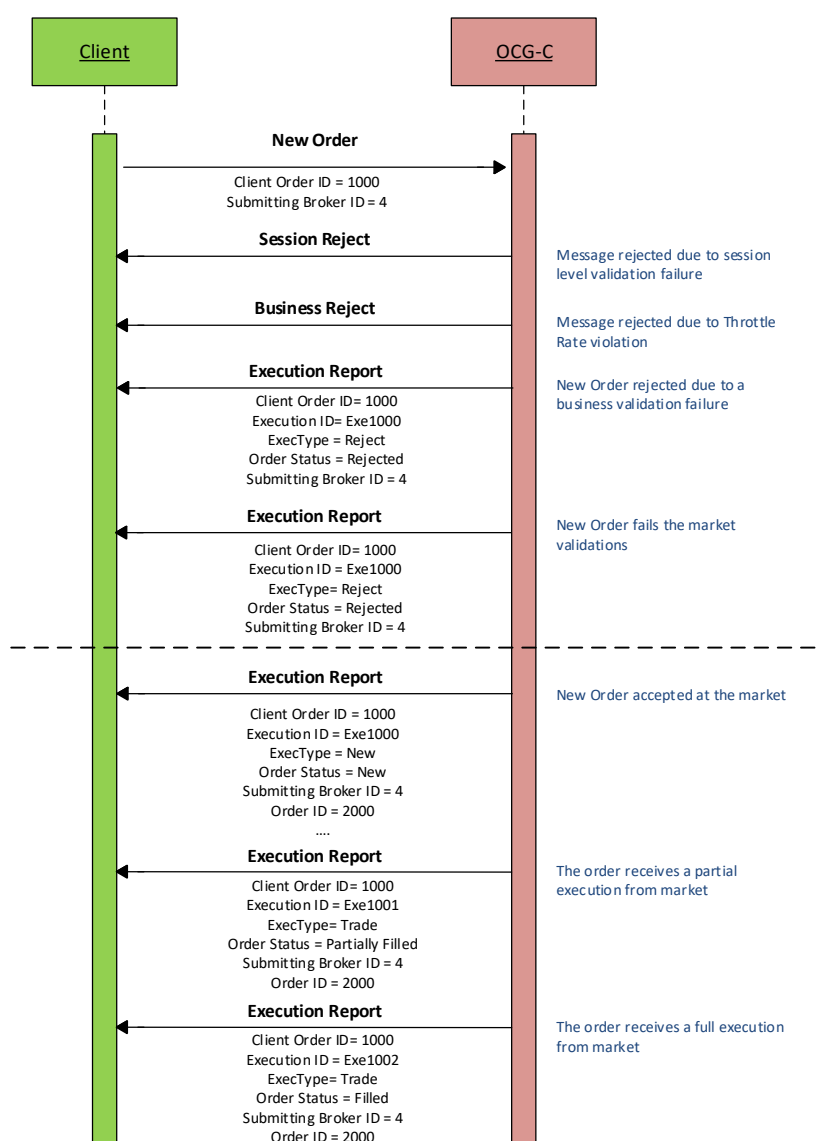 Client
OCG-C
New Order
Client Order ID = 1000
Submitting Broker ID = 4
Session Reject
Message rejected due to session
level validation failure
Business Reject
Message rejected due to Throttle
Rate violation
Execution Report
New Order rejected due to a
business validation failure
Client Order ID= 1000
Execution ID= Exe1000
ExecType = Reject
Order Status = Rejected
Submitting Broker ID = 4
Execution Report
New Order fails the market
validations
Client Order ID= 1000
Execution ID = Exe1000
ExecType= Reject
Order Status = Rejected
Submitting Broker ID = 4
Execution Report
New Order accepted at the market
Client Order ID = 1000
Execution ID = Exe1000
ExecType = New
Order Status = New
Submitting Broker ID = 4
Order ID = 2000
....
Execution Report
The order receives a partial
execution from market
Client Order ID= 1000
Execution ID = Exe1001
ExecType= Trade
Order Status = Partially Filled
Submitting Broker ID = 4
Order ID = 2000
Execution Report
The order receives a full execution
from market
Client Order ID= 1000
Execution ID = Exe1002
ExecType= Trade
Order Status = Filled
Submitting Broker ID = 4
Order ID = 2000